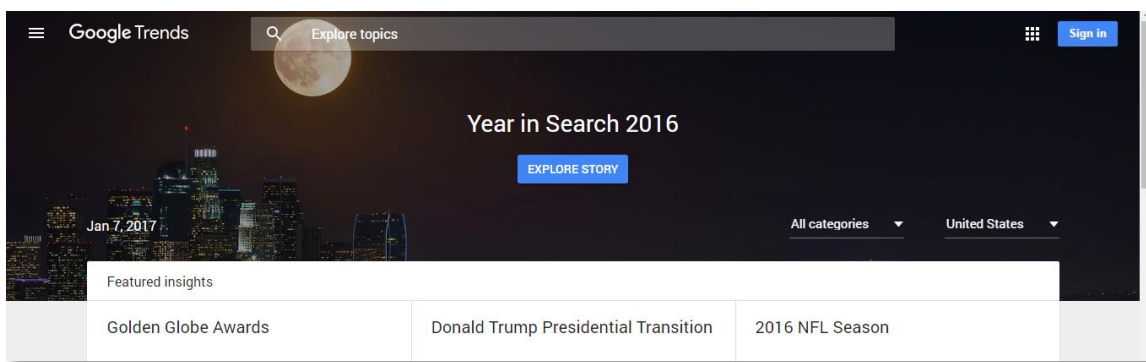 Google Trends
Explore topics
Sign in
Year in Search 2016
EXPLORE STORY
Jan 7, 2017
All categories
United States
Featured insights
Golden Globe Awards
Donald Trump Presidential Transition
2016 NFL Season